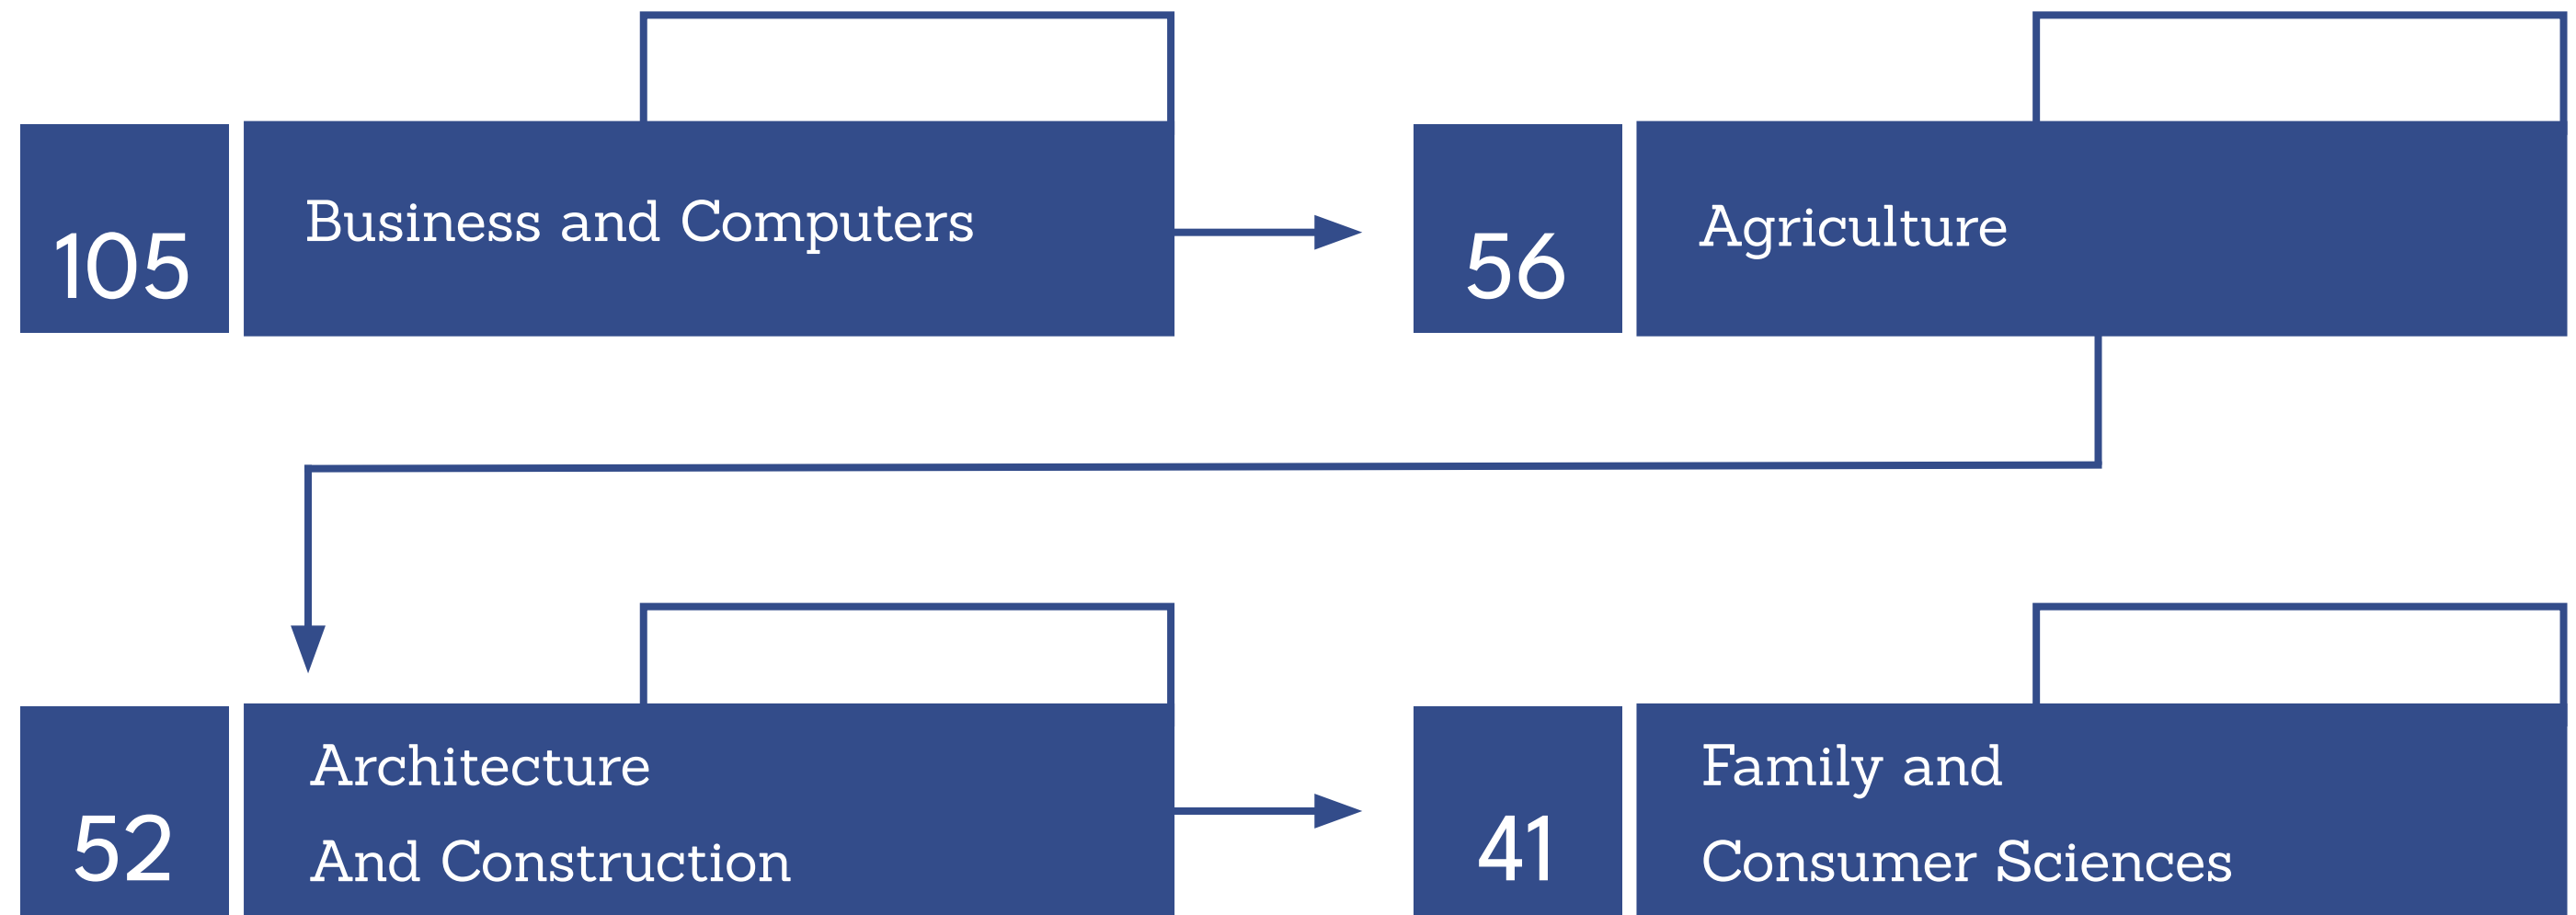 105
Business and Computers
56
Agriculture
52
Architecture
And Construction
41
Family and
Consumer Sciences